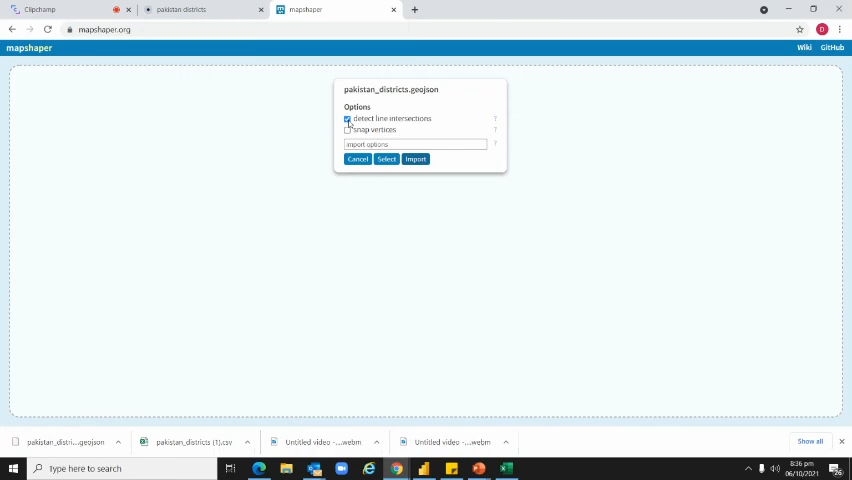 Clipchamp
pakistan districts
mapshaper
mapshaper.org
D
mapshaper
Wiki
GitHub
pakistan_districts.geojson
Options
detect line intersections
?
snap vertices
?
import options
?
Cancel
Select
Import
pakistan_distri....geojson
pakistan_districts (1).csv
Untitled video -....webm
Untitled video -....webm
Show all
Type here to search
8:36 pm
06/10/2021
26